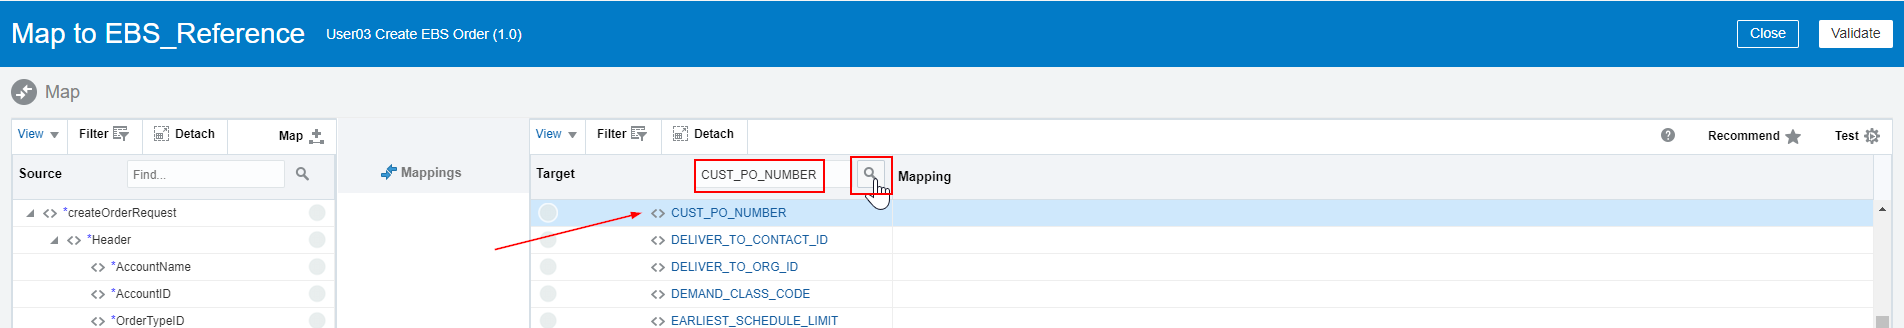 Map to EBS_Reference User03 Create EBS Order (1.0) Close Validate
Map
View Filter Detach Map View Filter Detach ? Recommend Test
Source Find... Mappings Target CUST_PO_NUMBER Mapping
<> *createOrderRequest <> CUST_PO_NUMBER
<> *Header <> DELIVER_TO_CONTACT_ID
<> *AccountName <> DELIVER_TO_ORG_ID
<> *AccountID <> DEMAND_CLASS_CODE
<> *OrderTypeID <> EARLIEST_SCHEDULE_LIMIT